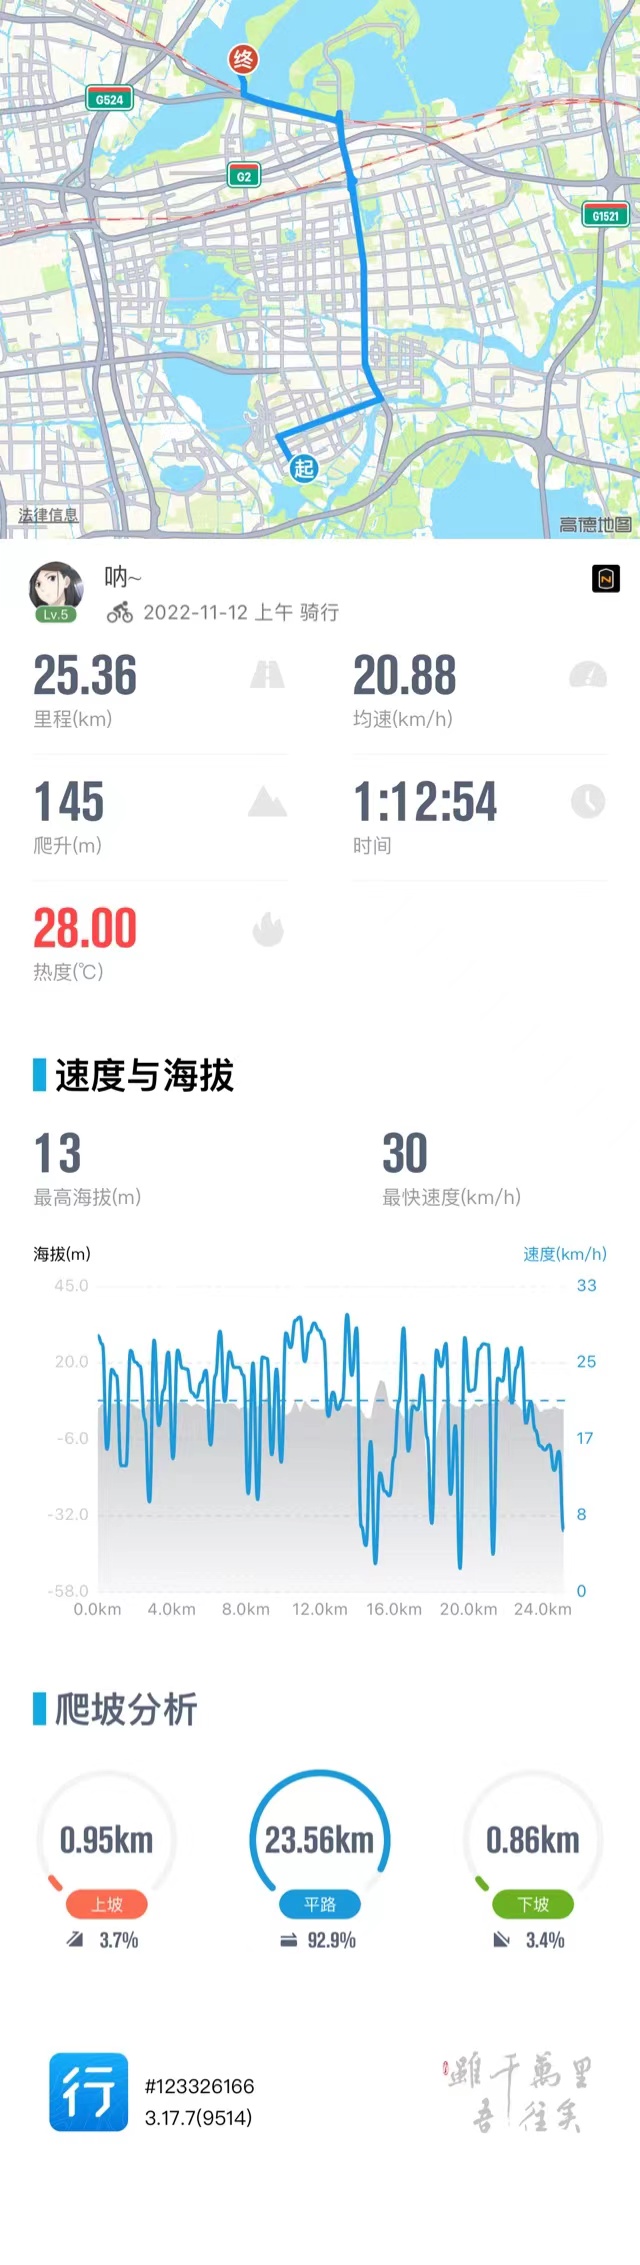 终
G524
G2
G1521
起
法律信息
高德地图
呐~
Lv.5
2022-11-12 上午 骑行
25.36
里程(km)
20.88
均速(km/h)
145
爬升(m)
1:12:54
时间
28.00
热度(℃)
速度与海拔
13
最高海拔(m)
30
最快速度(km/h)
海拔(m)
速度(km/h)
45.0
33
20.0
25
-6.0
17
-32.0
8
-58.0
0
0.0km 4.0km 8.0km 12.0km 16.0km 20.0km 24.0km
爬坡分析
0.95km 23.56km 0.86km
上坡 平路 下坡
3.7% 92.9% 3.4%
行
#123326166
3.17.7(9514)
雖千萬里
吾往矣